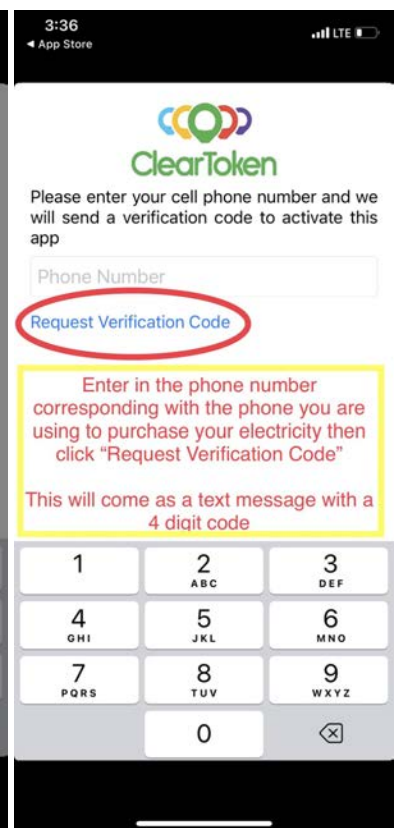 3:36
LTE
◀ App Store
ClearToken
Please enter your cell phone number and we
will send a verification code to activate this
app
Phone Number
Request Verification Code
Enter in the phone number
corresponding with the phone you are
using to purchase your electricity then
click “Request Verification Code”
This will come as a text message with a
4 digit code
1 2 3
ABC DEF
4 5 6
GHI JKL MNO
7 8 9
PQRS TUV WXYZ
0